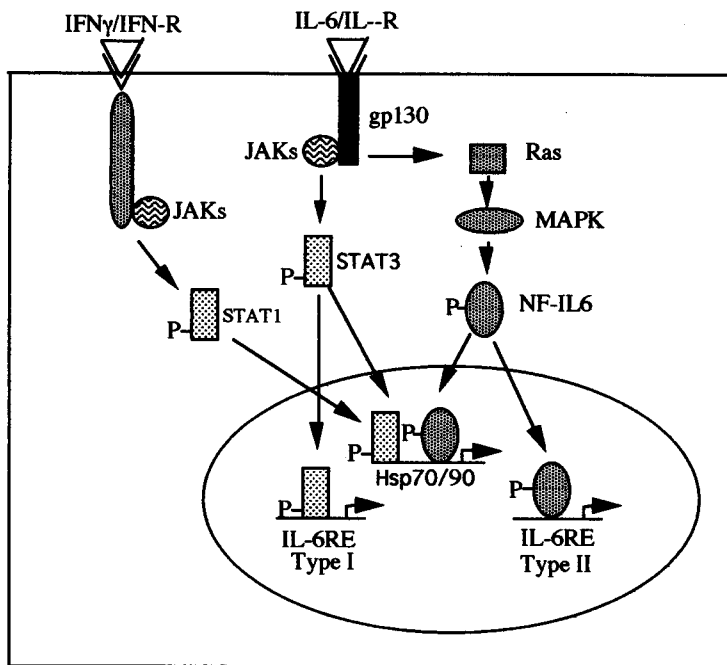 IFNγ/IFN-R
IL-6/IL--R
gp130
JAKs
Ras
JAKs
MAPK
P
STAT3
P
NF-IL6
P
STAT1
P
P
Hsp70/90
P
P
IL-6RE
Type I
IL-6RE
Type II